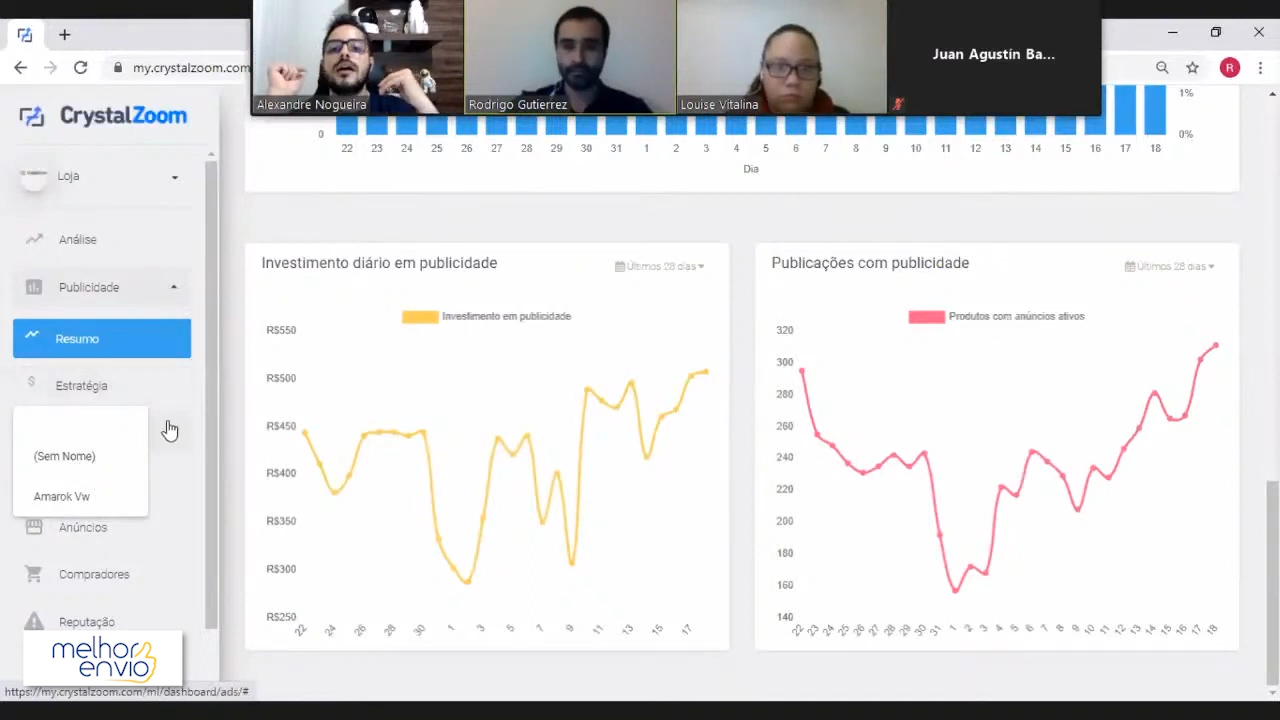 Alexandre Nogueira
Rodrigo Gutierrez
Louise Vitalina
Juan Agustín Ba...
my.crystalzoom.com
R
CrystalZoom
Loja
Análise
Publicidade
Resumo
Estratégia
(Sem Nome)
Amarok Vw
Anúncios
Compradores
Reputação
melhor
envio
https://my.crystalzoom.com/ml/dashboard/ads/#
0
1%
0%
22 23 24 25 26 27 28 29 30 31 1 2 3 4 5 6 7 8 9 10 11 12 13 14 15 16 17 18
Dia
Investimento diário em publicidade
Últimos 28 dias
Investimento em publicidade
R$550
R$500
R$450
R$400
R$350
R$300
R$250
22 24 26 28 30 1 3 5 7 9 11 13 15 17
Publicações com publicidade
Últimos 28 dias
Produtos com anúncios ativos
320
300
280
260
240
220
200
180
160
140
22 23 24 25 26 27 28 29 30 31 1 2 3 4 5 6 7 8 9 10 11 12 13 14 15 16 17 18